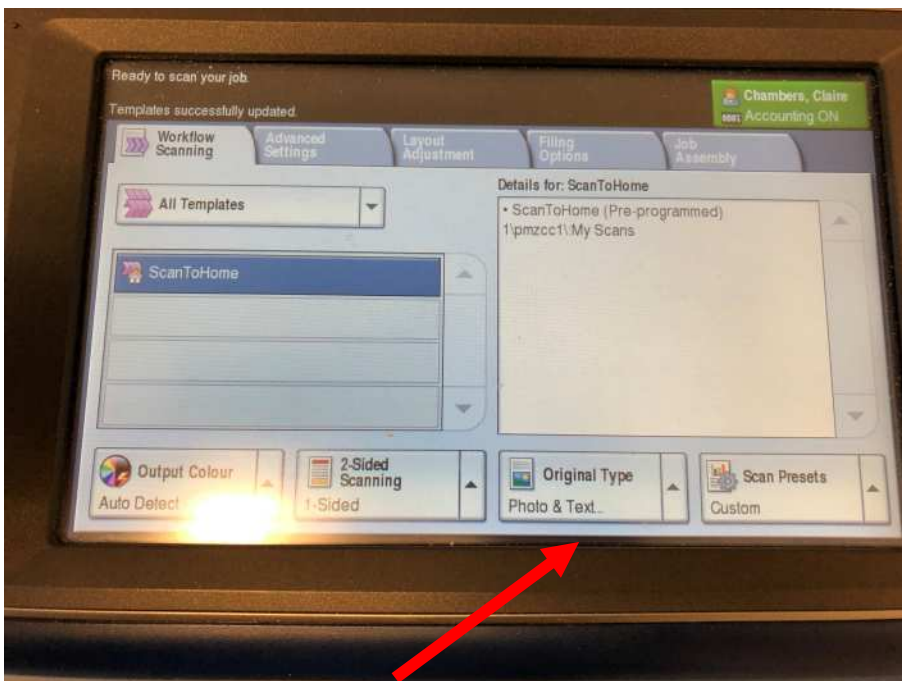 Ready to scan your job.
Templates successfully updated.
Chambers, Claire
0001 Accounting ON
Workflow
Scanning
Advanced
Settings
Layout
Adjustment
Filing
Options
Job
Assembly
All Templates
ScanToHome
Details for: ScanToHome
• ScanToHome (Pre-programmed)
1\pmzcc1\:My Scans
Output Colour
Auto Detect
2-Sided
Scanning
1-Sided
Original Type
Photo & Text...
Scan Presets
Custom